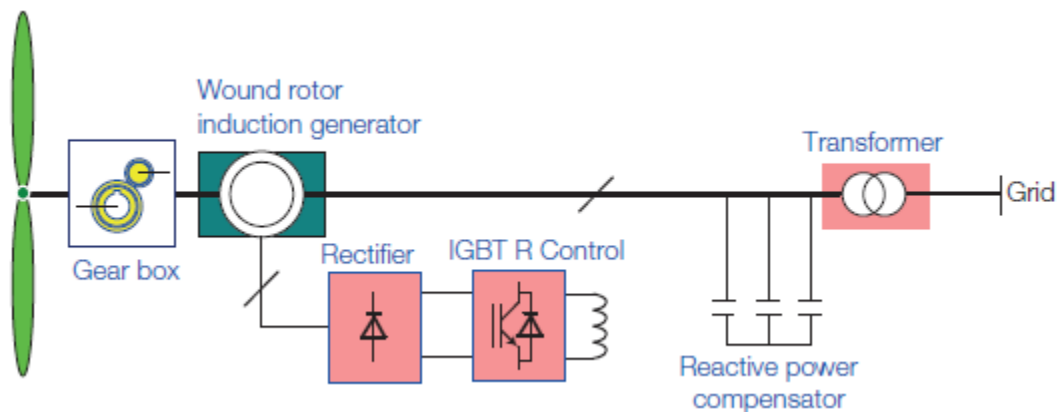 Wound rotor
induction generator
Transformer
Grid
Gear box
Rectifier
IGBT R Control
Reactive power
compensator